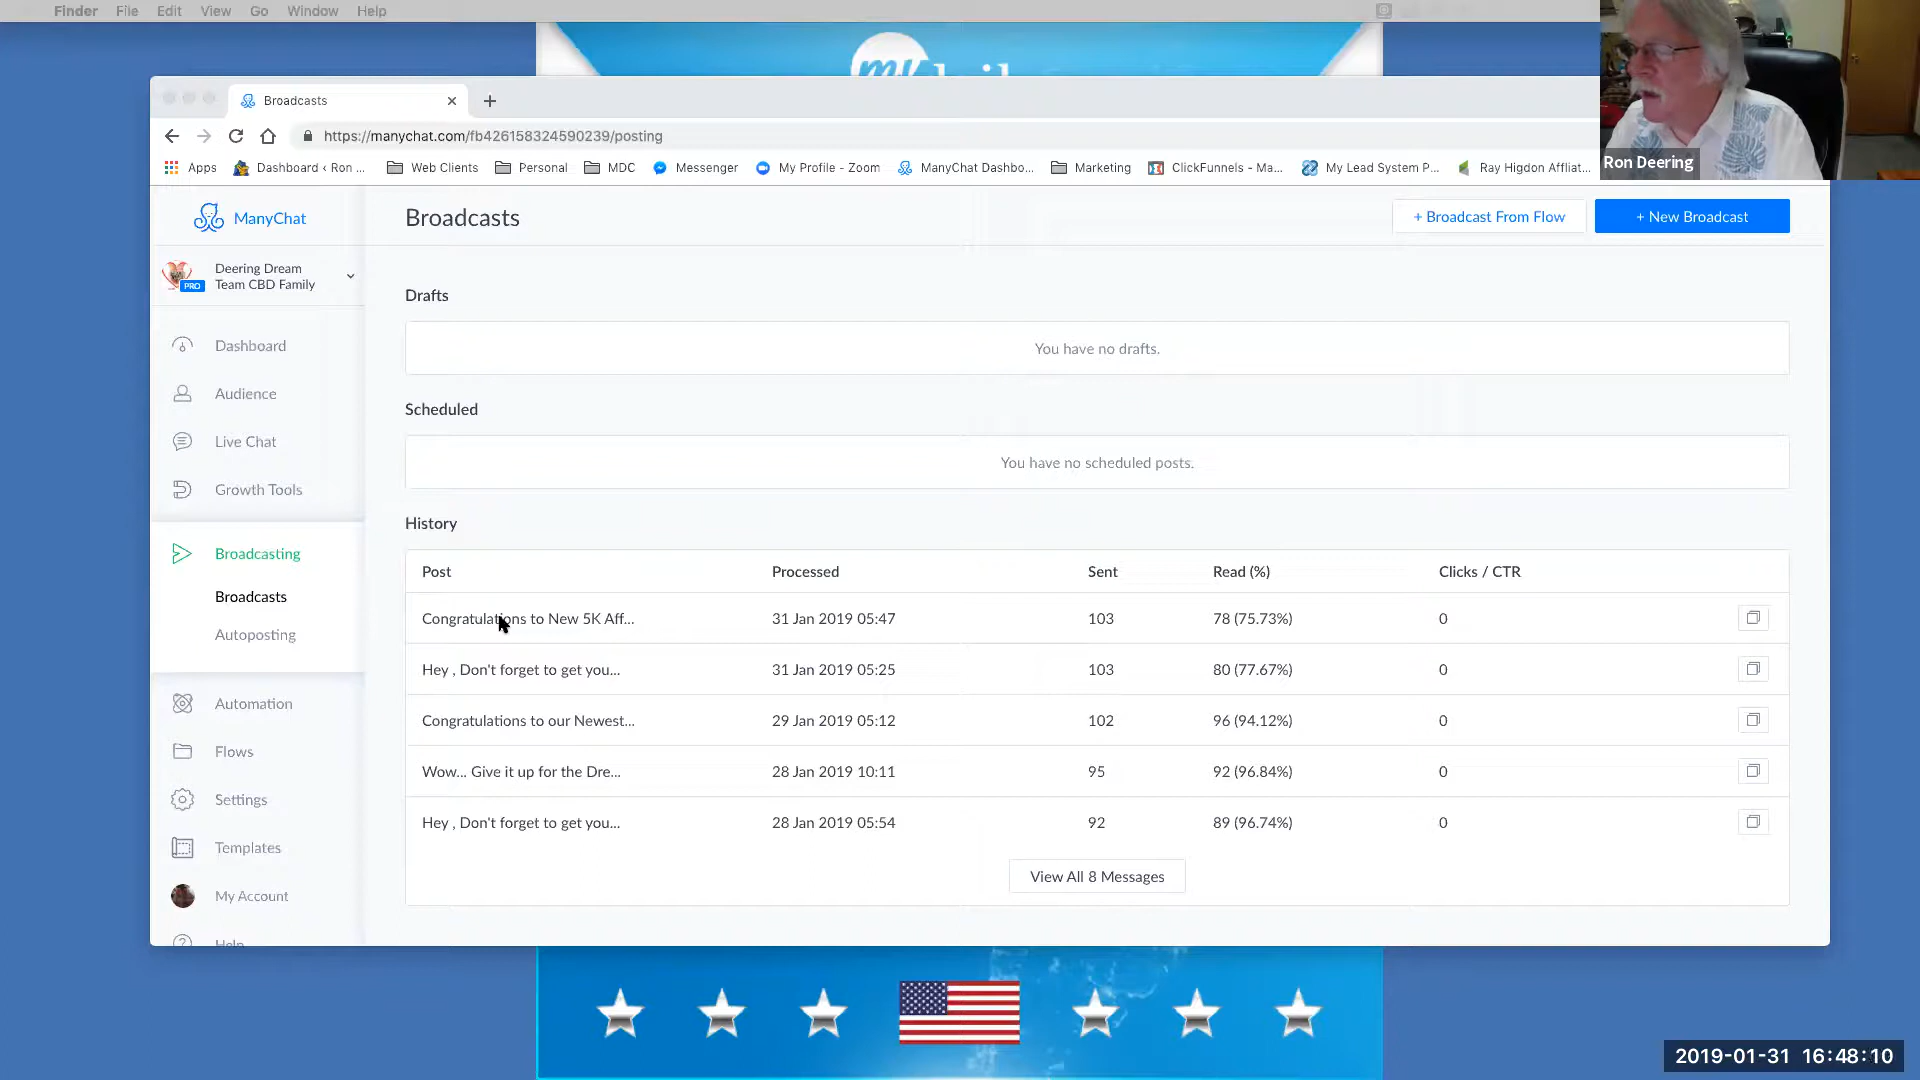 Finder File Edit View Go Window Help
my
Broadcasts
https://manychat.com/fb426158324590239/posting
Apps Dashboard ‹ Ron ... Web Clients Personal MDC Messenger My Profile - Zoom ManyChat Dashbo... Marketing ClickFunnels - Ma... My Lead System P... Ray Higdon Affliat...
Ron Deering
ManyChat
Broadcasts
+ Broadcast From Flow
+ New Broadcast
Deering Dream
Team CBD Family
PRO
Dashboard
Audience
Live Chat
Growth Tools
Broadcasting
Broadcasts
Autoposting
Automation
Flows
Settings
Templates
My Account
Help
Drafts
You have no drafts.
Scheduled
You have no scheduled posts.
History
Post Processed Sent Read (%) Clicks / CTR
Congratulations to New 5K Aff... 31 Jan 2019 05:47 103 78 (75.73%) 0
Hey , Don't forget to get you... 31 Jan 2019 05:25 103 80 (77.67%) 0
Congratulations to our Newest... 29 Jan 2019 05:12 102 96 (94.12%) 0
Wow... Give it up for the Dre... 28 Jan 2019 10:11 95 92 (96.84%) 0
Hey , Don't forget to get you... 28 Jan 2019 05:54 92 89 (96.74%) 0
View All 8 Messages
2019-01-31 16:48:10